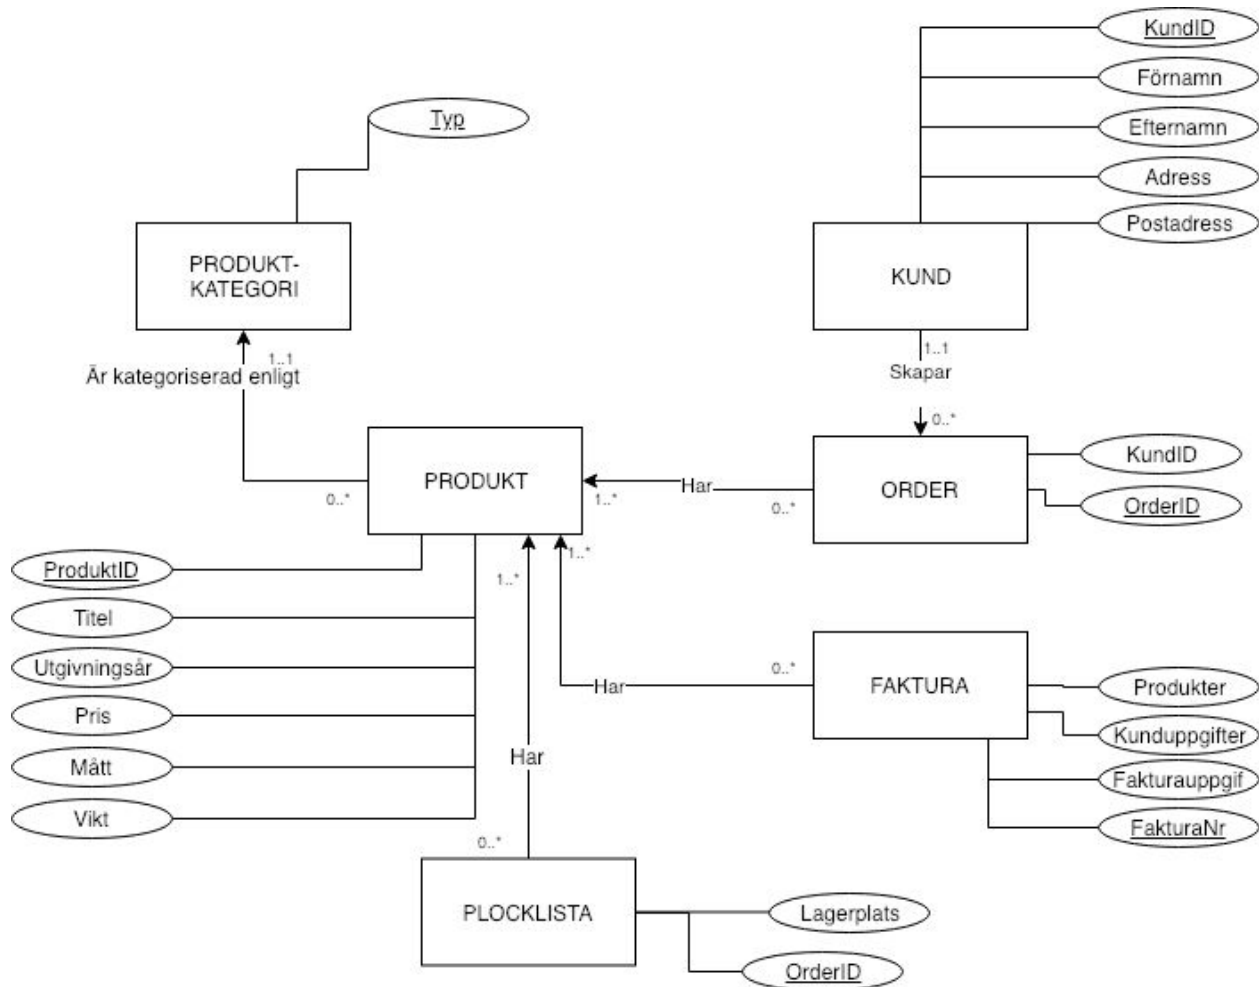 KundID
Förnamn
Typ
Efternamn
Adress
Postadress
PRODUKT-
KATEGORI
KUND
1..1
1..1
Är kategoriserad enligt
Skapar
0..*
PRODUKT
KundID
Har
ORDER
0..*
1..*
0..*
OrderID
1..*
ProduktID
1..*
Titel
Utgivningsår
0..*
Har
FAKTURA
Produkter
Pris
Kunduppgifter
Mått
Har
Fakturauppgif
Vikt
FakturaNr
0..*
PLOCKLISTA
Lagerplats
OrderID